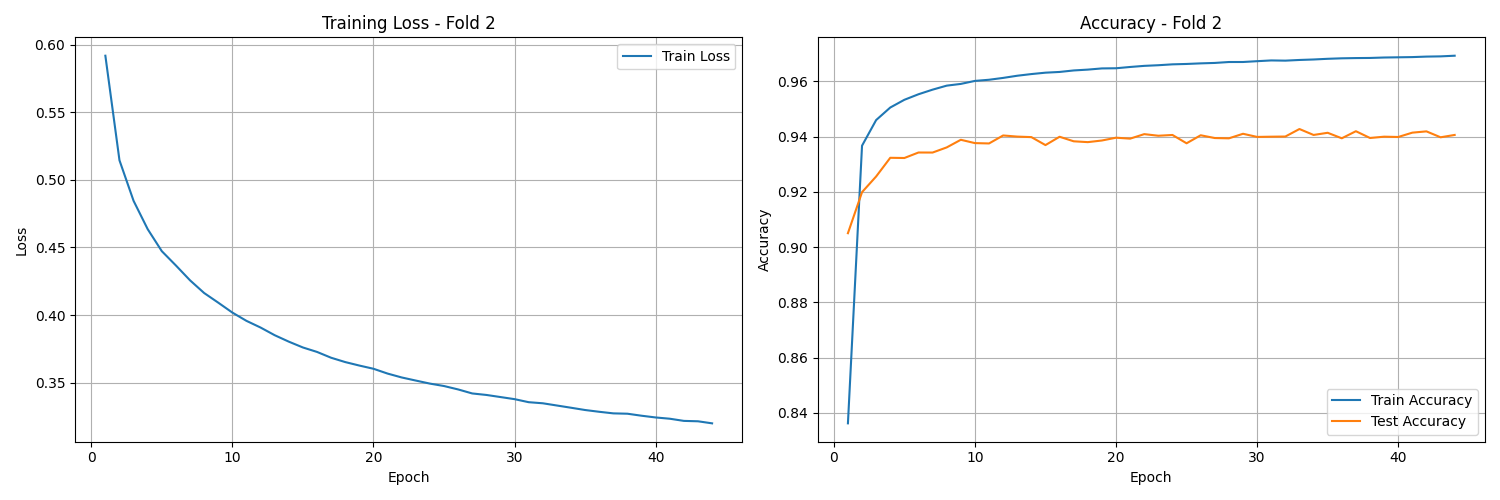 Training Loss - Fold 2
0.60
0.55
0.50
0.45
0.40
0.35
Loss
Train Loss
0 10 20 30 40
Epoch
Accuracy - Fold 2
0.96
0.94
0.92
0.90
0.88
0.86
0.84
Accuracy
Train Accuracy
Test Accuracy
0 10 20 30 40
Epoch